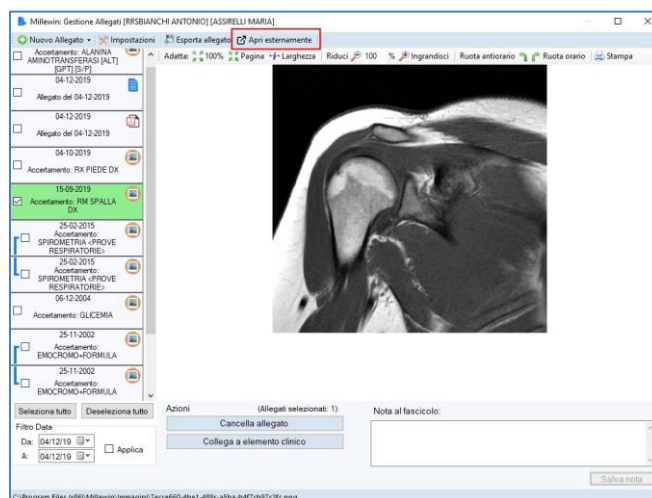 Millewin: Gestione Allegati [RRSBIANCHI ANTONIO] [ASSIRELLI MARIA]
Nuovo Allegato Impostazioni Esporta allegato Apri esternamente
Adatta: 100% Pagina Larghezza Riduci 100 % Ingrandisci Ruota antiorario Ruota orario Stampa
Accertamento: ALANINA
AMINOTRANSFERASI [ALT]
[GPT] [S/P]
04-12-2019
Allegato del 04-12-2019
04-12-2019
Allegato del 04-12-2019
04-10-2019
Accertamento: RX PIEDE DX
15-09-2019
Accertamento: RM SPALLA
DX
25-02-2015
Accertamento:
SPIROMETRIA <PROVE
RESPIRATORIE>
25-02-2015
Accertamento:
SPIROMETRIA <PROVE
RESPIRATORIE>
06-12-2004
Accertamento: GLICEMIA
25-11-2002
Accertamento:
EMOCROMO+FORMULA
25-11-2002
Accertamento:
EMOCROMO+FORMULA
Seleziona tutto Deseleziona tutto
Filtro Data
Da: 04/12/19
A: 04/12/19
Applica
Azioni (Allegati selezionati: 1)
Cancella allegato
Collega a elemento clinico
Nota al fascicolo:
Salva nota